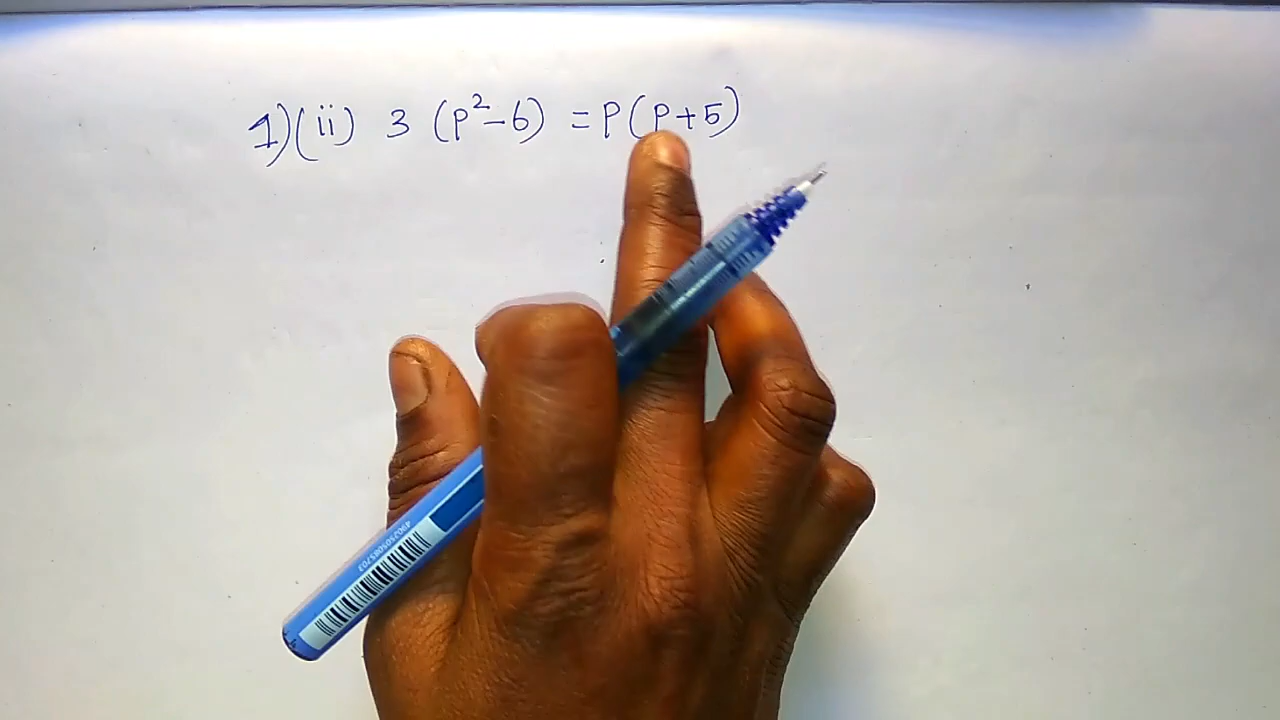 1)(ii) 3 (p²-6) = P(p+5)